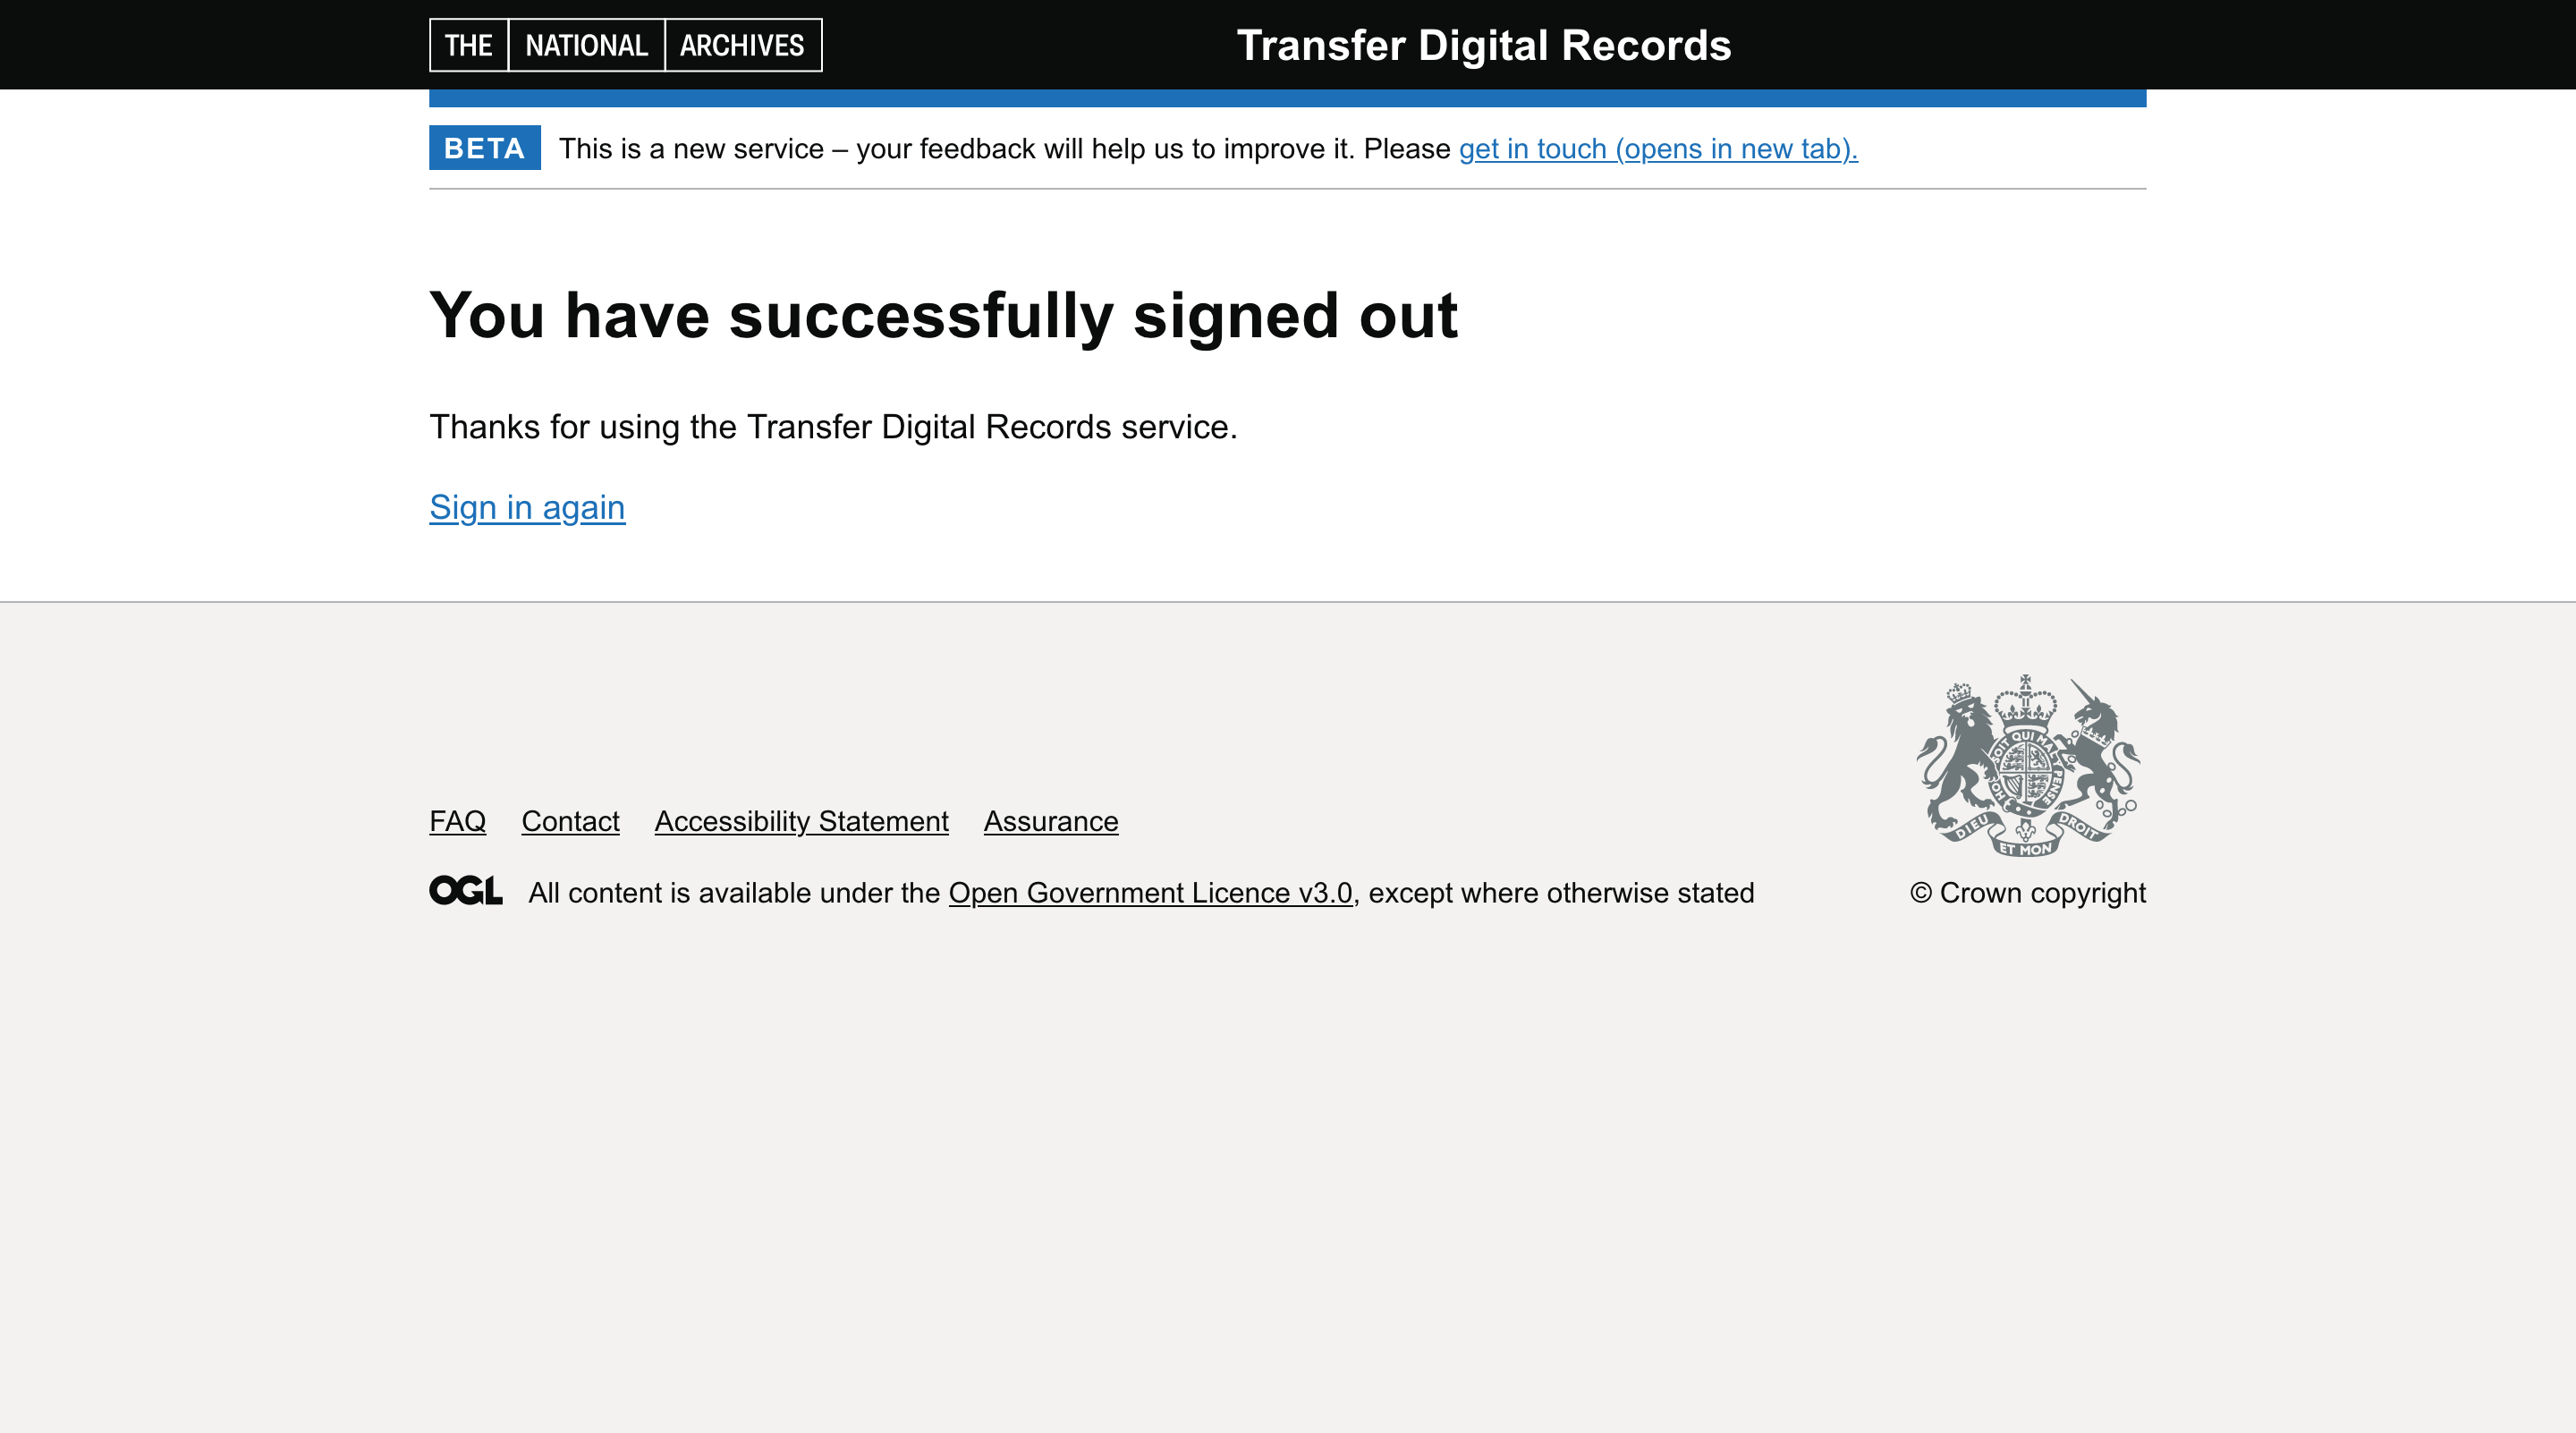 THE NATIONAL ARCHIVES
Transfer Digital Records
BETA This is a new service – your feedback will help us to improve it. Please get in touch (opens in new tab).
You have successfully signed out
Thanks for using the Transfer Digital Records service.
Sign in again
FAQ Contact Accessibility Statement Assurance
OGL All content is available under the Open Government Licence v3.0, except where otherwise stated
DIEU ET MON DROIT
© Crown copyright